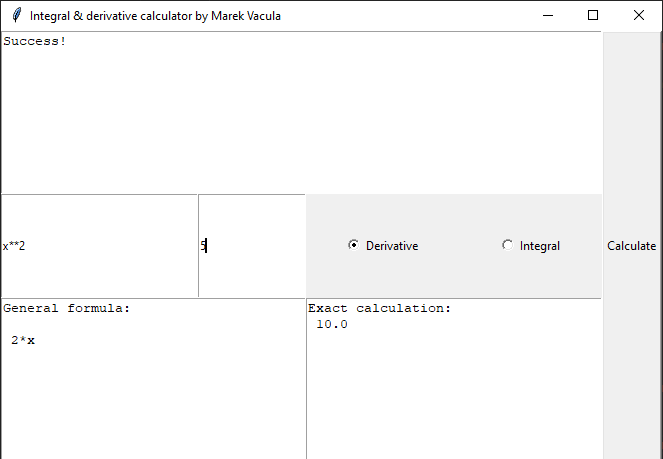 Integral & derivative calculator by Marek Vacula
Success!
x**2
5
Derivative
Integral
Calculate
General formula:
2*x
Exact calculation:
10.0